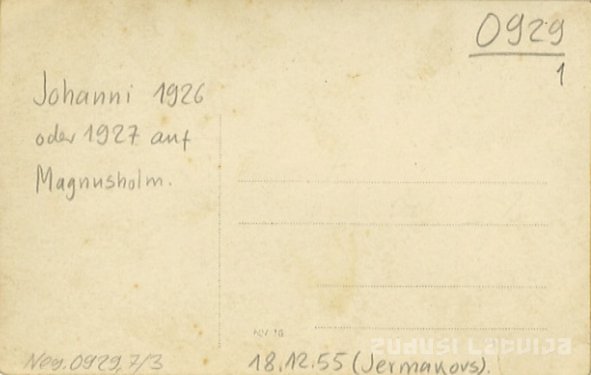 0929
1
Johanni 1926
oder 1927 auf
Magnusholm.
Neg. 0929, 7/3
18.12.55 (Jermakovs).
zudusi Latvija